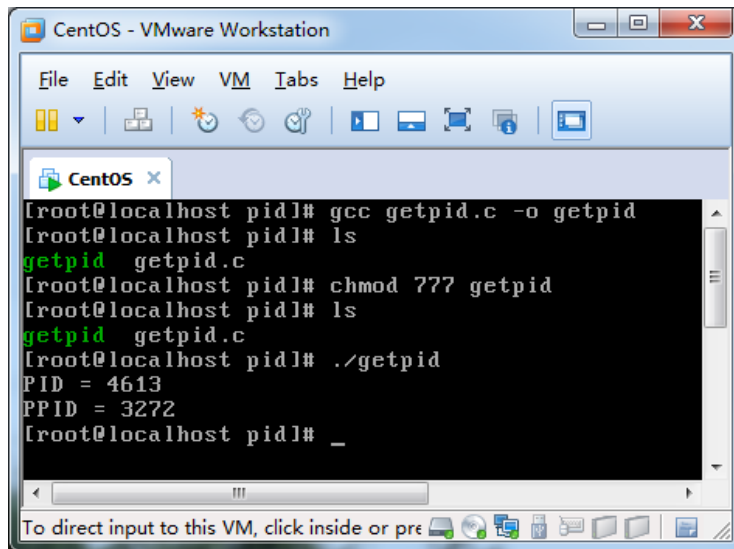 CentOS - VMware Workstation
File Edit View VM Tabs Help
CentOS
[root@localhost pid]# gcc getpid.c -o getpid
[root@localhost pid]# ls
getpid  getpid.c
[root@localhost pid]# chmod 777 getpid
[root@localhost pid]# ls
getpid  getpid.c
[root@localhost pid]# ./getpid
PID = 4613
PPID = 3272
[root@localhost pid]# _
To direct input to this VM, click inside or pre